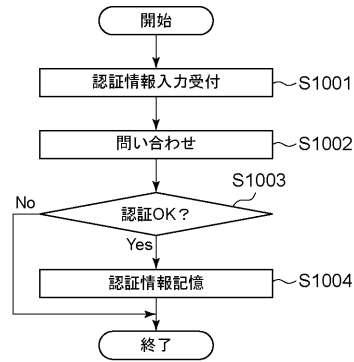 開始
認証情報入力受付 S1001
問い合わせ S1002
S1003
認証OK？
No
Yes
認証情報記憶 S1004
終了